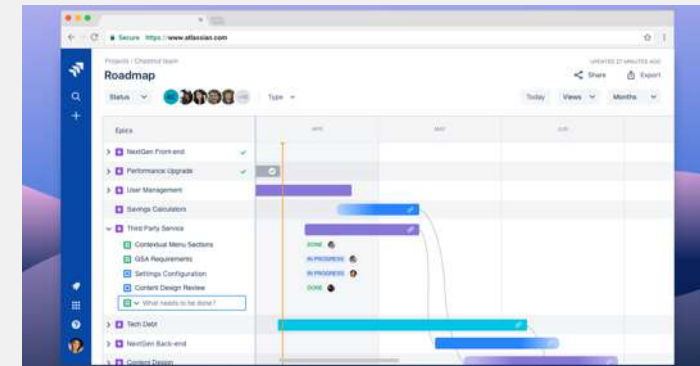 Secure https://www.atlassian.com
Projects / Chestnut team
UPDATED 27 MINUTES AGO
Roadmap
Share Export
Status Type Today Views Months
Epics APR MAY JUN
NextGen Front-end
Performance Upgrade
User Management
Savings Calculators
Third Party Service
Contextual Menu Sections DONE
GSA Requirements IN PROGRESS
Settings Configuration IN PROGRESS
Content Design Review DONE
What needs to be done?
Tech Debt
NextGen Back-end
Content Design